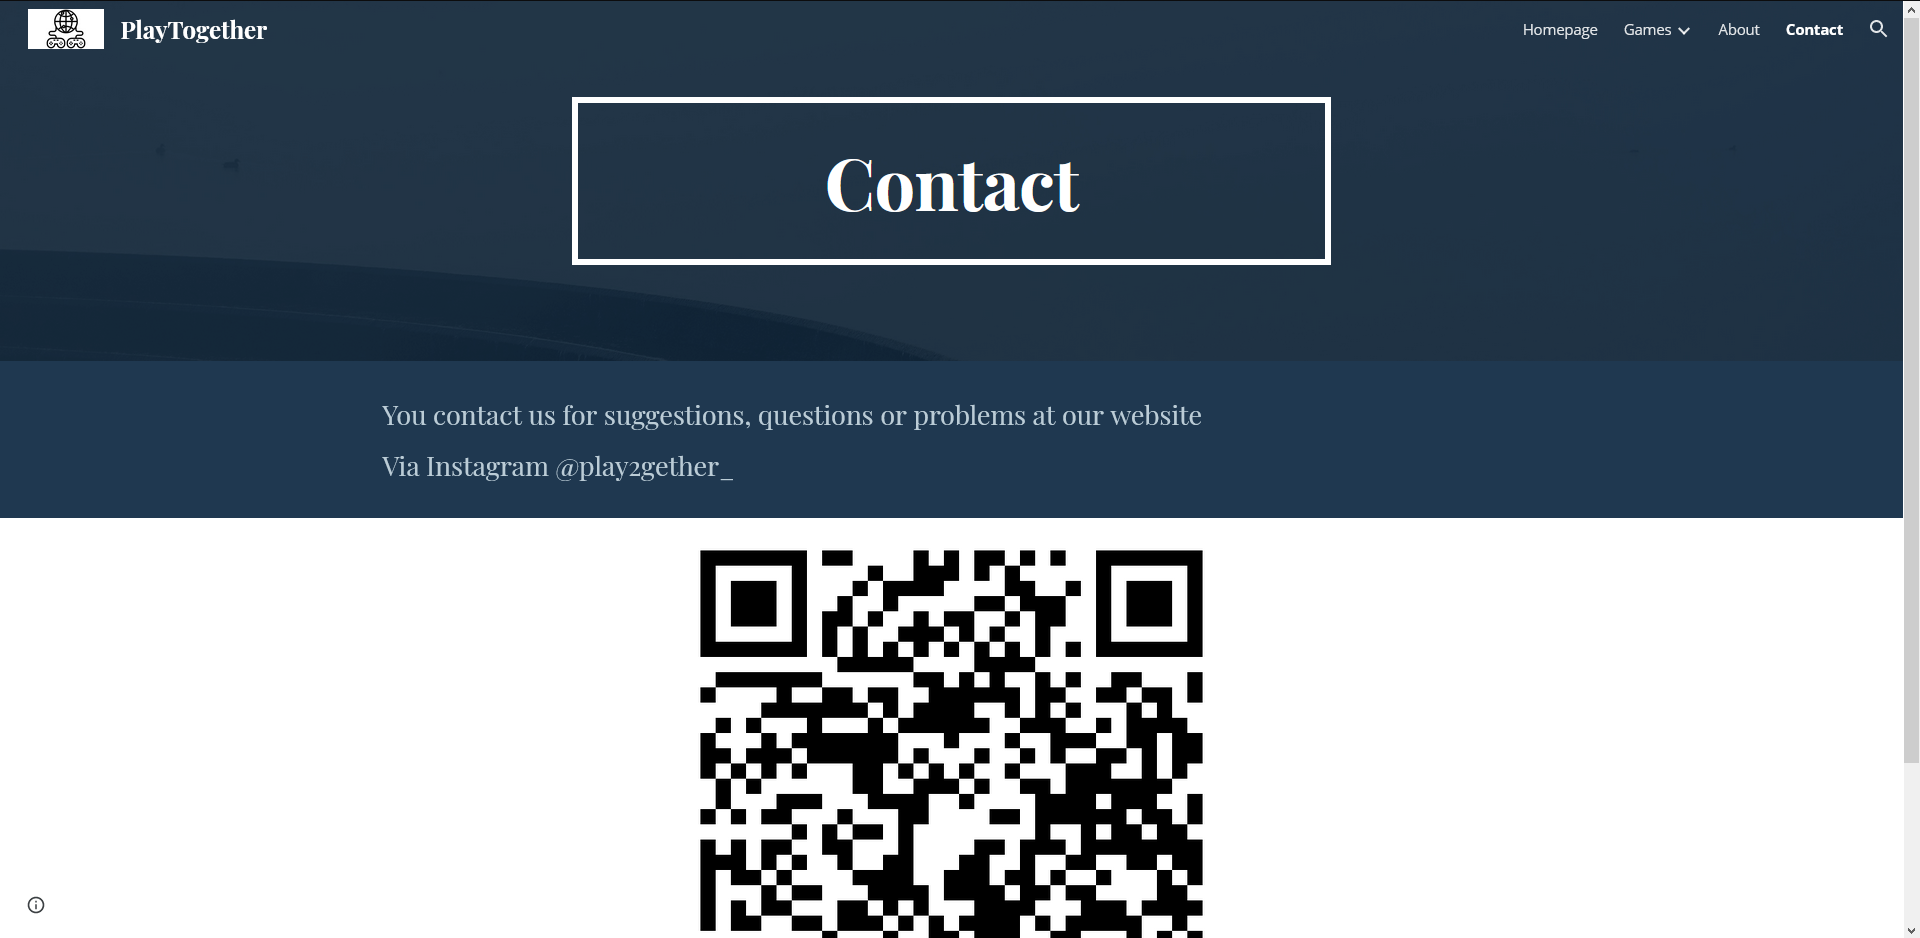 PlayTogether
Homepage
Games
About
Contact
Contact
You contact us for suggestions, questions or problems at our website
Via Instagram @play2gether_